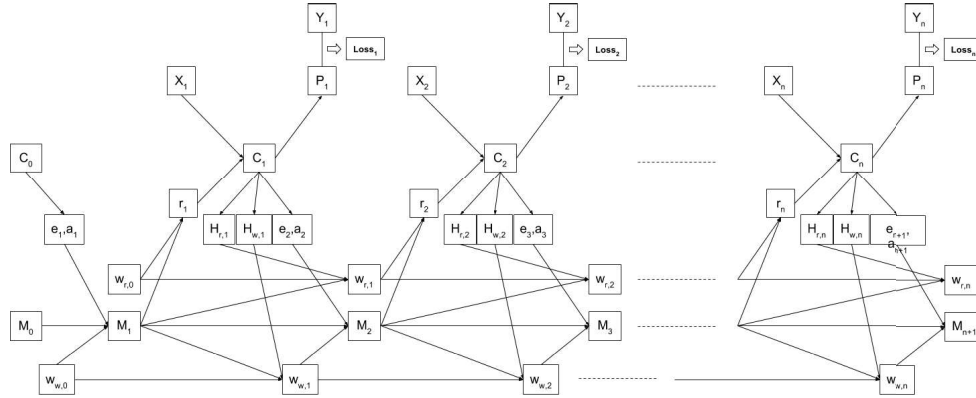 Y1 Y2 Yn
Loss1 Loss2 Lossn
X1 P1 X2 P2 Xn Pn
C0 C1 C2 Cn
r1 r2 rn
e1,a1 Hr,1 Hw,1 e2,a2 Hr,2 Hw,2 e3,a3 Hr,n Hw,n er+1,
an+1
wr,0 wr,1 wr,2 wr,n
M0 M1 M2 M3 Mn+1
ww,0 ww,1 ww,2 ww,n